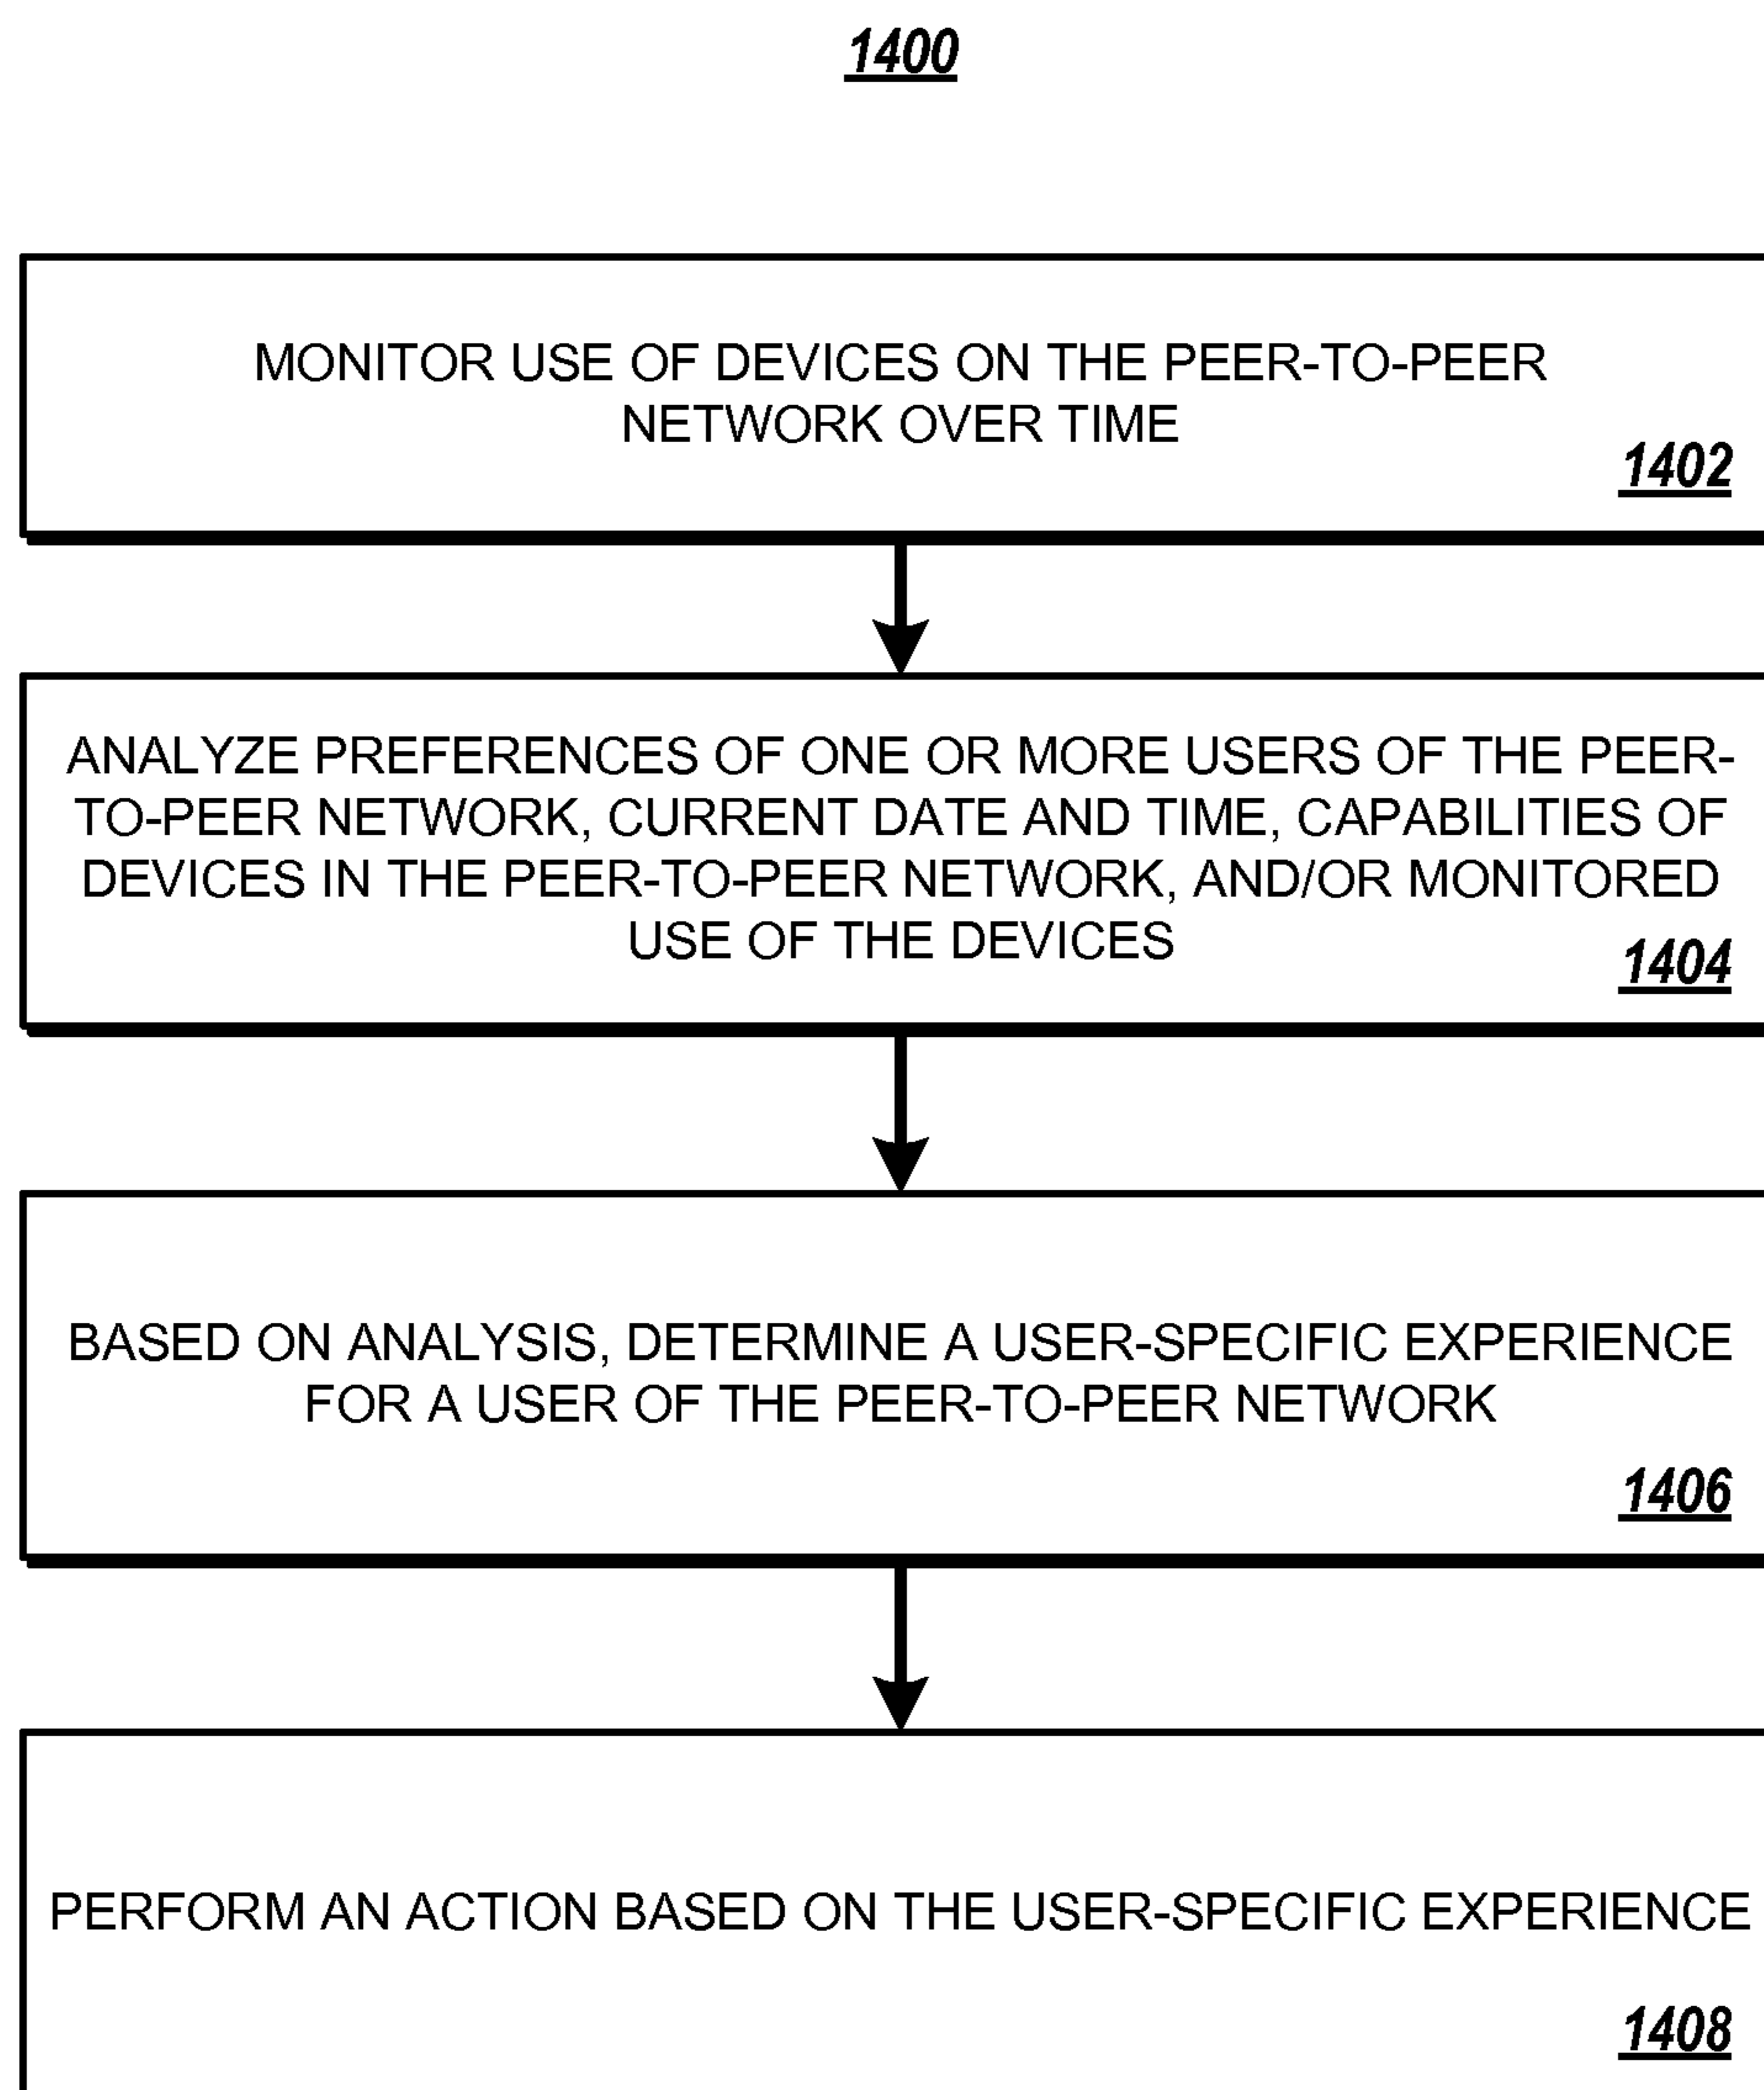 1400
MONITOR USE OF DEVICES ON THE PEER-TO-PEER
NETWORK OVER TIME
1402
ANALYZE PREFERENCES OF ONE OR MORE USERS OF THE PEER-
TO-PEER NETWORK, CURRENT DATE AND TIME, CAPABILITIES OF
DEVICES IN THE PEER-TO-PEER NETWORK, AND/OR MONITORED
USE OF THE DEVICES
1404
BASED ON ANALYSIS, DETERMINE A USER-SPECIFIC EXPERIENCE
FOR A USER OF THE PEER-TO-PEER NETWORK
1406
PERFORM AN ACTION BASED ON THE USER-SPECIFIC EXPERIENCE
1408